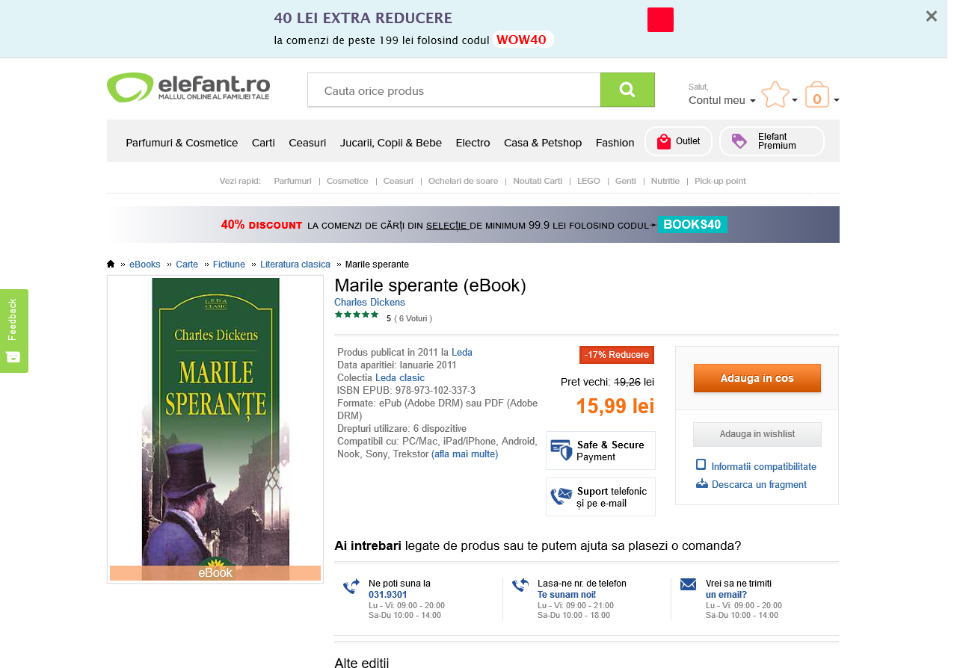 40 LEI EXTRA REDUCERE
la comenzi de peste 199 lei folosind codul WOW40
×
elefant.ro
MALLUL ONLINE AL FAMILIEI TALE
Cauta orice produs
Salut,
Contul meu
0
Parfumuri & Cosmetice Carti Ceasuri Jucarii, Copii & Bebe Electro Casa & Petshop Fashion Outlet Elefant Premium
Vezi rapid: Parfumuri | Cosmetice | Ceasuri | Ochelari de soare | Noutati Carti | LEGO | Genti | Nutritie | Pick-up point
40% DISCOUNT LA COMENZI DE CĂRȚI DIN SELECȚIE DE MINIMUM 99.9 LEI FOLOSIND CODUL BOOKS40
» eBooks » Carte » Fictiune » Literatura clasica » Marile sperante
Feedback
LEDA
CLASIC
Charles Dickens
MARILE
SPERANȚE
eBook
Marile sperante (eBook)
Charles Dickens
5 ( 6 Voturi )
Produs publicat in 2011 la Leda
Data aparitiei: Ianuarie 2011
Colectia Leda clasic
ISBN EPUB: 978-973-102-337-3
Formate: ePub (Adobe DRM) sau PDF (Adobe
DRM)
Drepturi utilizare: 6 dispozitive
Compatibil cu: PC/Mac, iPad/iPhone, Android,
Nook, Sony, Trekstor (afla mai multe)
-17% Reducere
Pret vechi: 19,26 lei
15,99 lei
Safe & Secure
Payment
Suport telefonic
și pe e-mail
Adauga in cos
Adauga in wishlist
Informatii compatibilitate
Descarca un fragment
Ai intrebari legate de produs sau te putem ajuta sa plasezi o comanda?
Ne poti suna la
031.9301
Lu - Vi: 09:00 - 20:00
Sa-Du 10:00 - 14:00
Lasa-ne nr. de telefon
Te sunam noi!
Lu - Vi: 09:00 - 21:00
Sa-Du 10:00 - 18:00
Vrei sa ne trimiti
un email?
Lu - Vi: 09:00 - 20:00
Sa-Du 10:00 - 14:00
Alte editii